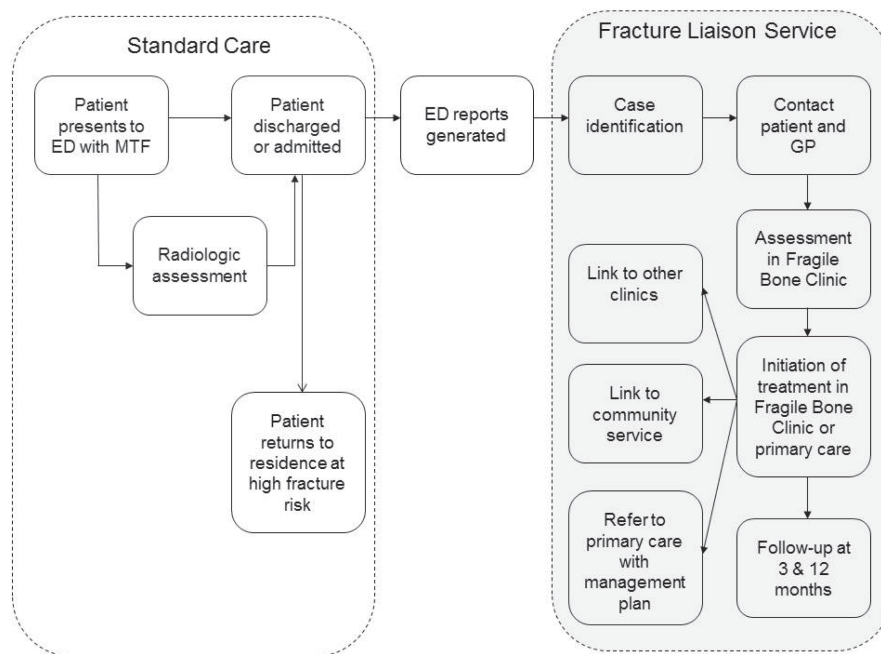 Standard Care
Patient
presents to
ED with MTF
Patient
discharged
or admitted
Radiologic
assessment
Patient
returns to
residence at
high fracture
risk
ED reports
generated
Fracture Liaison Service
Case
identification
Contact
patient and
GP
Assessment
in Fragile
Bone Clinic
Link to other
clinics
Initiation of
treatment in
Fragile Bone
Clinic or
primary care
Link to
community
service
Refer to
primary care
with
management
plan
Follow-up at
3 & 12
months